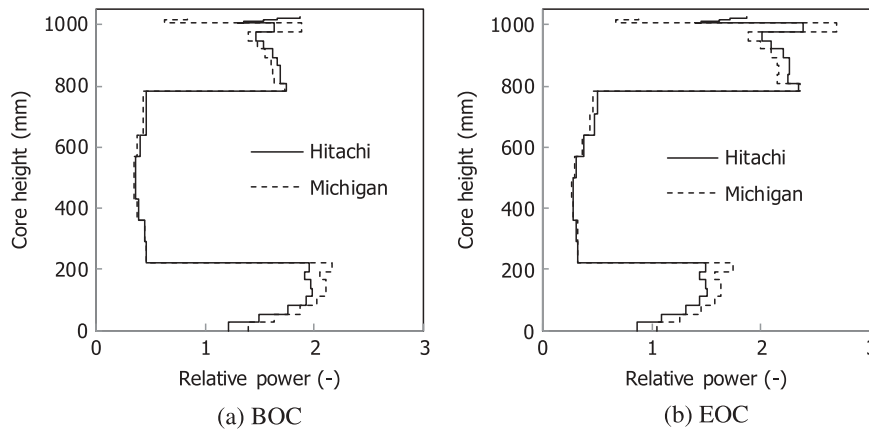 1000
800
600
400
200
0
Core height (mm)
Hitachi
Michigan
0 1 2 3
Relative power (-)
(a) BOC
1000
800
600
400
200
0
Core height (mm)
Hitachi
Michigan
0 1 2 3
Relative power (-)
(b) EOC